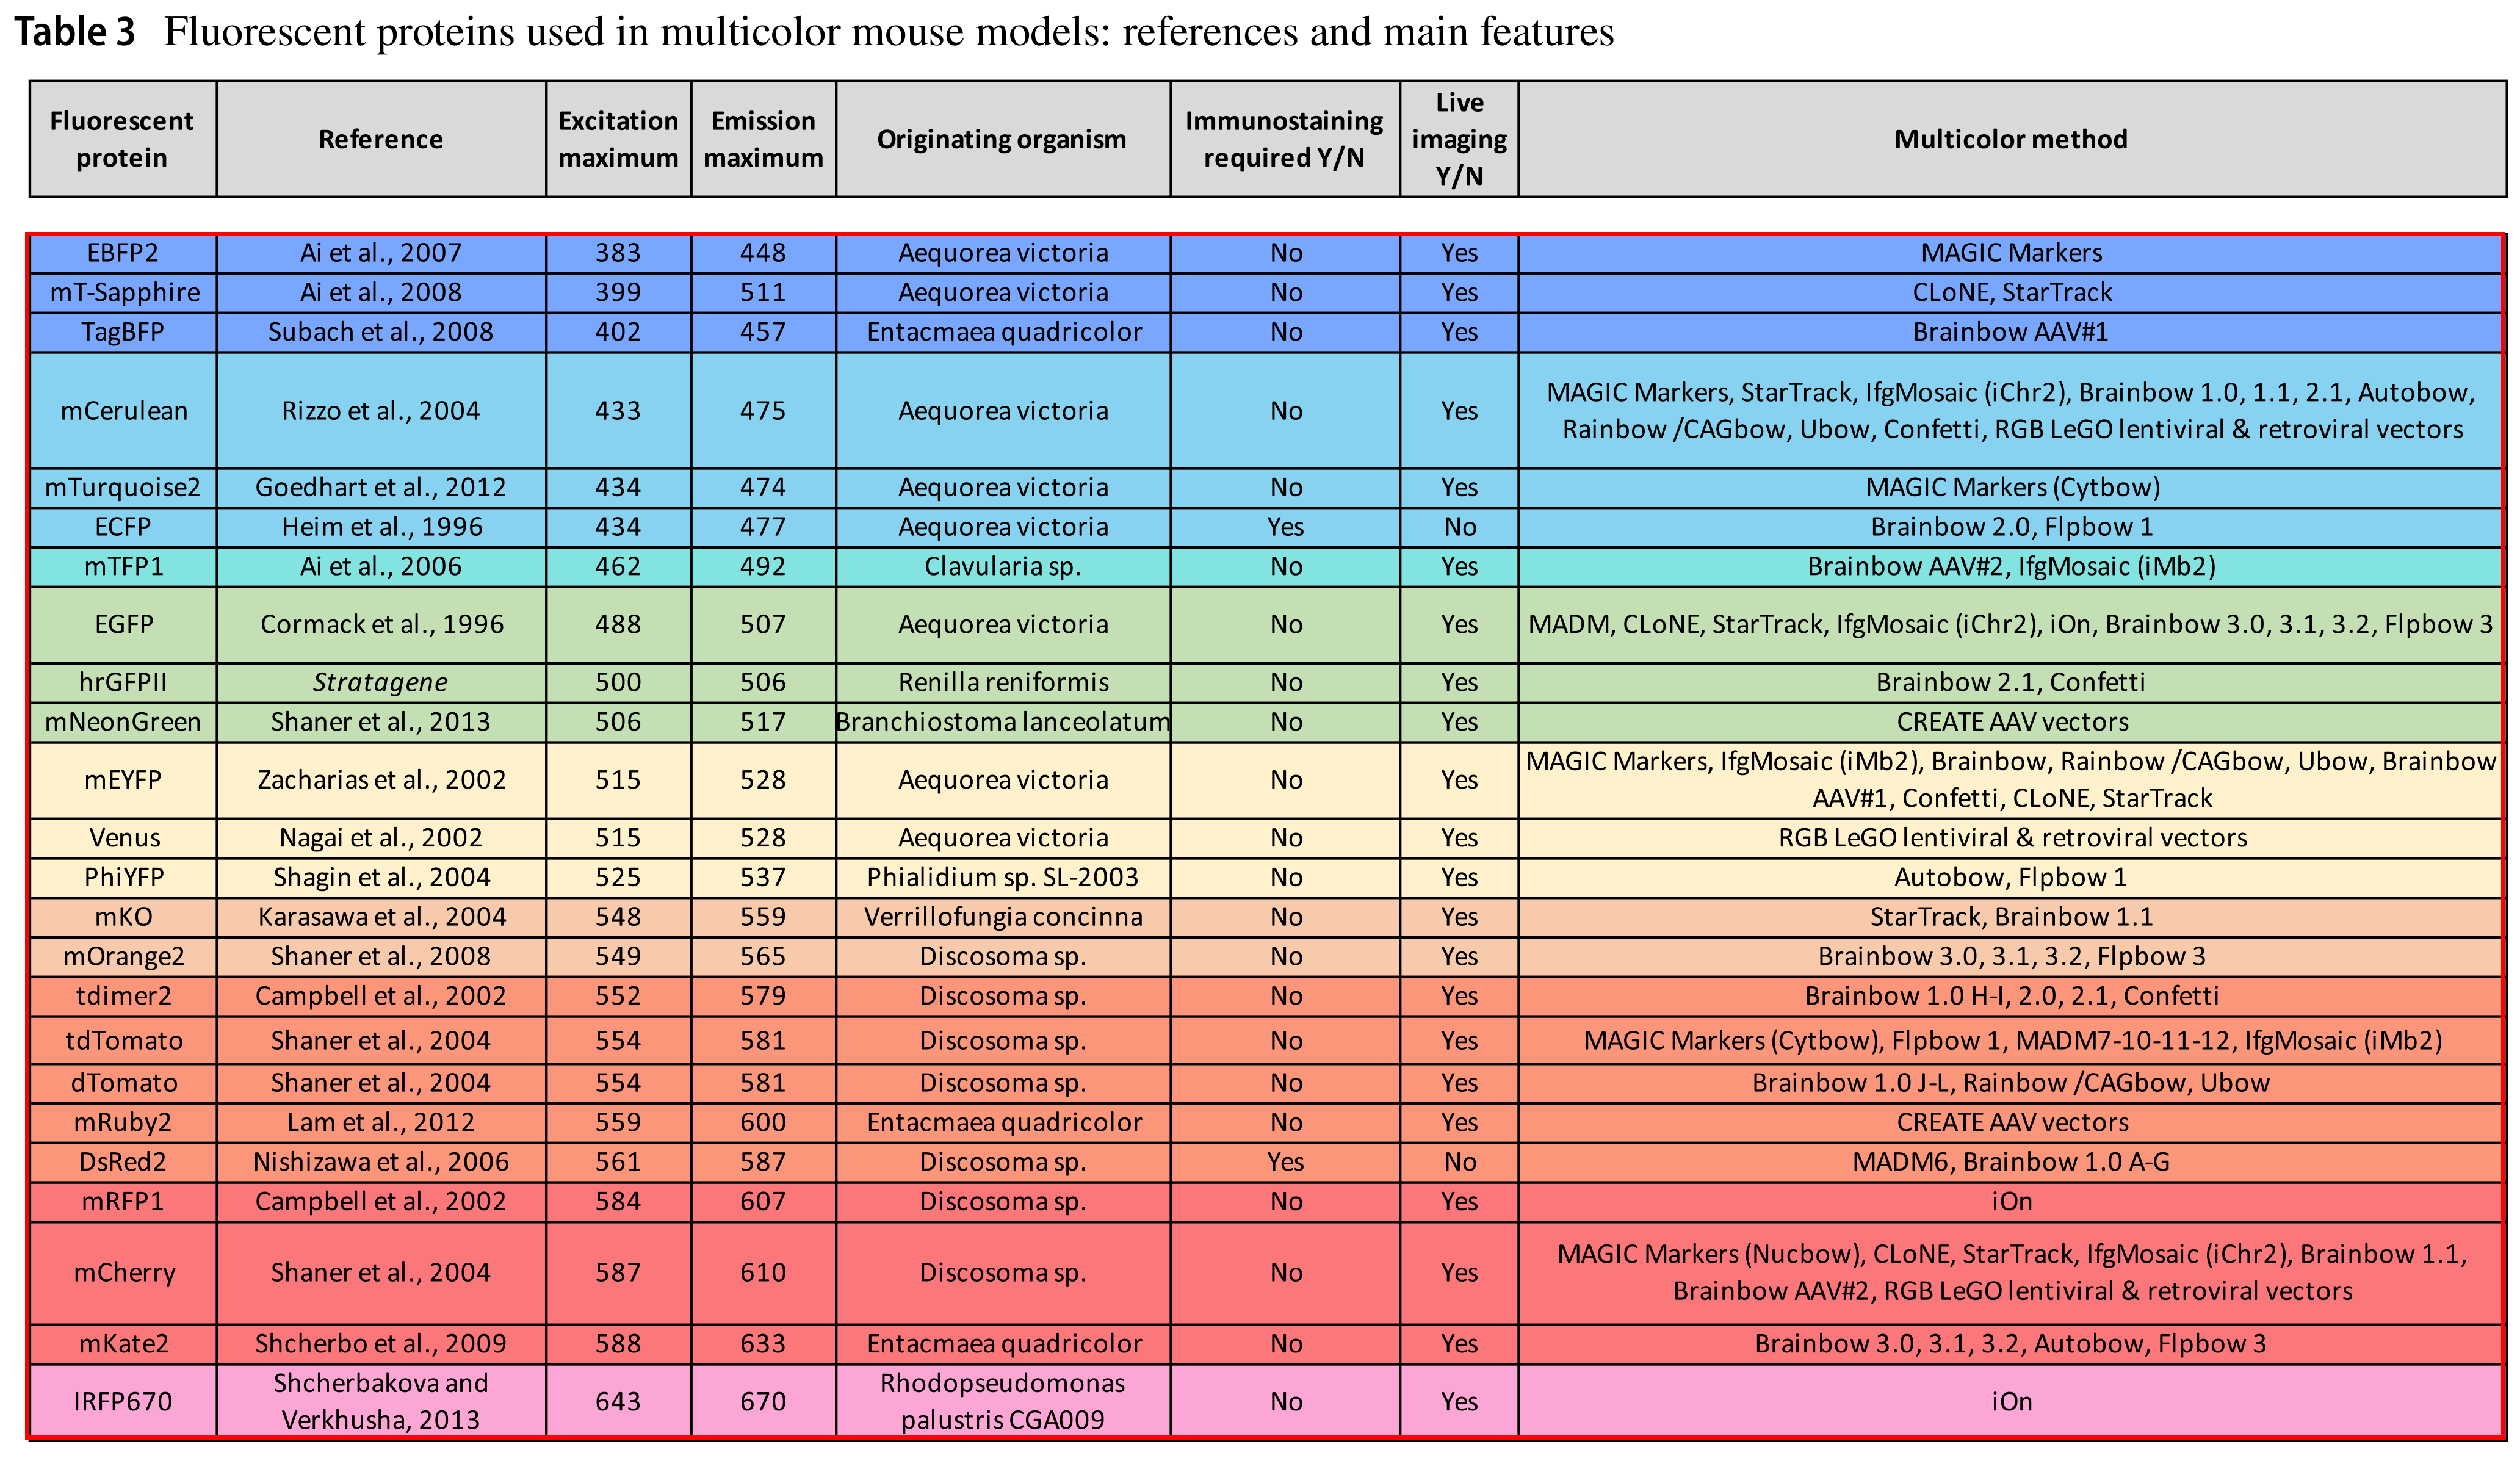 Table 3 Fluorescent proteins used in multicolor mouse models: references and main features
Fluorescent protein Reference Excitation maximum Emission maximum Originating organism Immunostaining required Y/N Live imaging Y/N Multicolor method
EBFP2 Ai et al., 2007 383 448 Aequorea victoria No Yes MAGIC Markers
mT-Sapphire Ai et al., 2008 399 511 Aequorea victoria No Yes CLoNE, StarTrack
TagBFP Subach et al., 2008 402 457 Entacmaea quadricolor No Yes Brainbow AAV#1
mCerulean Rizzo et al., 2004 433 475 Aequorea victoria No Yes MAGIC Markers, StarTrack, IfgMosaic (iChr2), Brainbow 1.0, 1.1, 2.1, Autobow,
Rainbow /CAGbow, Ubow, Confetti, RGB LeGO lentiviral & retroviral vectors
mTurquoise2 Goedhart et al., 2012 434 474 Aequorea victoria No Yes MAGIC Markers (Cytbow)
ECFP Heim et al., 1996 434 477 Aequorea victoria Yes No Brainbow 2.0, Flpbow 1
mTFP1 Ai et al., 2006 462 492 Clavularia sp. No Yes Brainbow AAV#2, IfgMosaic (iMb2)
EGFP Cormack et al., 1996 488 507 Aequorea victoria No Yes MADM, CLoNE, StarTrack, IfgMosaic (iChr2), iOn, Brainbow 3.0, 3.1, 3.2, Flpbow 3
hrGFPII Stratagene 500 506 Renilla reniformis No Yes Brainbow 2.1, Confetti
mNeonGreen Shaner et al., 2013 506 517 Branchiostoma lanceolatum No Yes CREATE AAV vectors
mEYFP Zacharias et al., 2002 515 528 Aequorea victoria No Yes MAGIC Markers, IfgMosaic (iMb2), Brainbow, Rainbow /CAGbow, Ubow, Brainbow
AAV#1, Confetti, CLoNE, StarTrack
Venus Nagai et al., 2002 515 528 Aequorea victoria No Yes RGB LeGO lentiviral & retroviral vectors
PhiYFP Shagin et al., 2004 525 537 Phialidium sp. SL-2003 No Yes Autobow, Flpbow 1
mKO Karasawa et al., 2004 548 559 Verrillofungia concinna No Yes StarTrack, Brainbow 1.1
mOrange2 Shaner et al., 2008 549 565 Discosoma sp. No Yes Brainbow 3.0, 3.1, 3.2, Flpbow 3
tdimer2 Campbell et al., 2002 552 579 Discosoma sp. No Yes Brainbow 1.0 H-I, 2.0, 2.1, Confetti
tdTomato Shaner et al., 2004 554 581 Discosoma sp. No Yes MAGIC Markers (Cytbow), Flpbow 1, MADM7-10-11-12, IfgMosaic (iMb2)
dTomato Shaner et al., 2004 554 581 Discosoma sp. No Yes Brainbow 1.0 J-L, Rainbow /CAGbow, Ubow
mRuby2 Lam et al., 2012 559 600 Entacmaea quadricolor No Yes CREATE AAV vectors
DsRed2 Nishizawa et al., 2006 561 587 Discosoma sp. Yes No MADM6, Brainbow 1.0 A-G
mRFP1 Campbell et al., 2002 584 607 Discosoma sp. No Yes iOn
mCherry Shaner et al., 2004 587 610 Discosoma sp. No Yes MAGIC Markers (Nucbow), CLoNE, StarTrack, IfgMosaic (iChr2), Brainbow 1.1,
Brainbow AAV#2, RGB LeGO lentiviral & retroviral vectors
mKate2 Shcherbo et al., 2009 588 633 Entacmaea quadricolor No Yes Brainbow 3.0, 3.1, 3.2, Autobow, Flpbow 3
IRFP670 Shcherbakova and Verkhusha, 2013 643 670 Rhodopseudomonas palustris CGA009 No Yes iOn